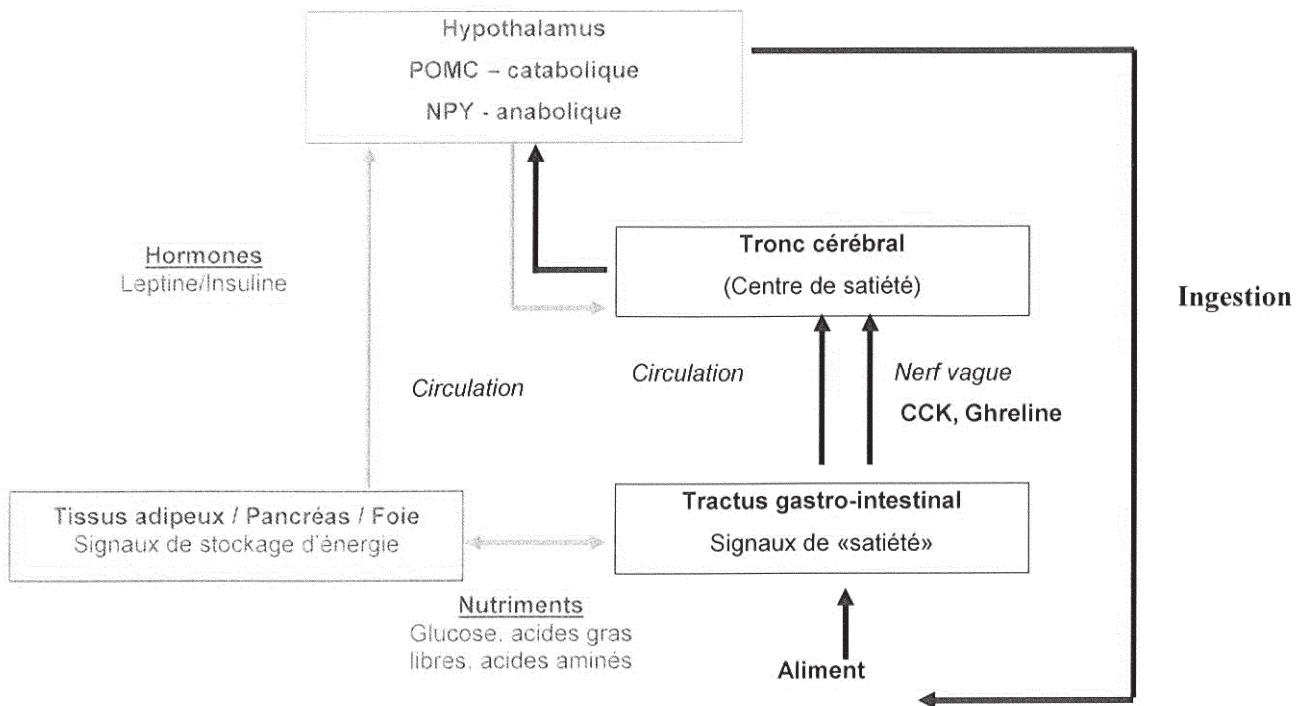 Hypothalamus
POMC – catabolique
NPY - anabolique
Tronc cérébral
(Centre de satiété)
Hormones
Leptine/Insuline
Ingestion
Circulation
Circulation
Nerf vague
CCK, Ghreline
Tissus adipeux / Pancréas / Foie
Signaux de stockage d'énergie
Tractus gastro-intestinal
Signaux de «satiété»
Nutriments
Glucose, acides gras
libres, acides aminés
Aliment